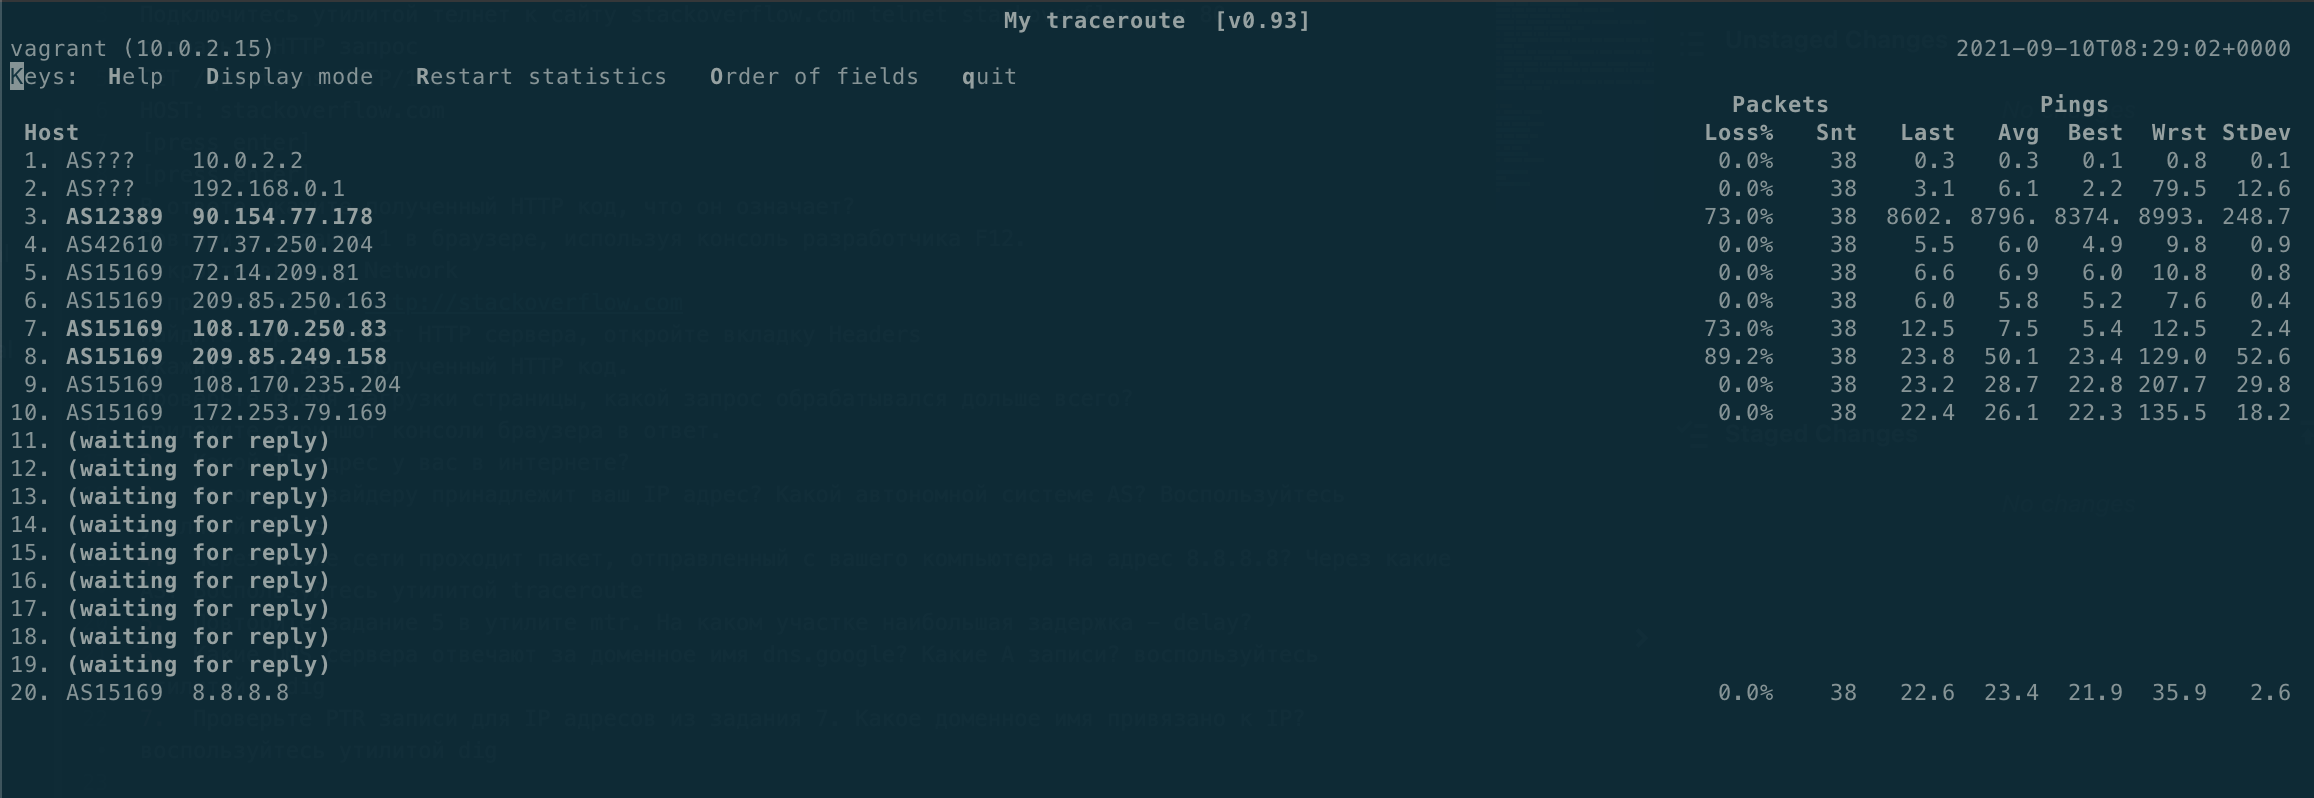 My traceroute [v0.93]
vagrant (10.0.2.15) 2021-09-10T08:29:02+0000
Keys: Help Display mode Restart statistics Order of fields quit
Packets Pings
Host Loss% Snt Last Avg Best Wrst StDev
1. AS??? 10.0.2.2 0.0% 38 0.3 0.3 0.1 0.8 0.1
2. AS??? 192.168.0.1 0.0% 38 3.1 6.1 2.2 79.5 12.6
3. AS12389 90.154.77.178 73.0% 38 8602. 8796. 8374. 8993. 248.7
4. AS42610 77.37.250.204 0.0% 38 5.5 6.0 4.9 9.8 0.9
5. AS15169 72.14.209.81 0.0% 38 6.6 6.9 6.0 10.8 0.8
6. AS15169 209.85.250.163 0.0% 38 6.0 5.8 5.2 7.6 0.4
7. AS15169 108.170.250.83 73.0% 38 12.5 7.5 5.4 12.5 2.4
8. AS15169 209.85.249.158 89.2% 38 23.8 50.1 23.4 129.0 52.6
9. AS15169 108.170.235.204 0.0% 38 23.2 28.7 22.8 207.7 29.8
10. AS15169 172.253.79.169 0.0% 38 22.4 26.1 22.3 135.5 18.2
11. (waiting for reply)
12. (waiting for reply)
13. (waiting for reply)
14. (waiting for reply)
15. (waiting for reply)
16. (waiting for reply)
17. (waiting for reply)
18. (waiting for reply)
19. (waiting for reply)
20. AS15169 8.8.8.8 0.0% 38 22.6 23.4 21.9 35.9 2.6